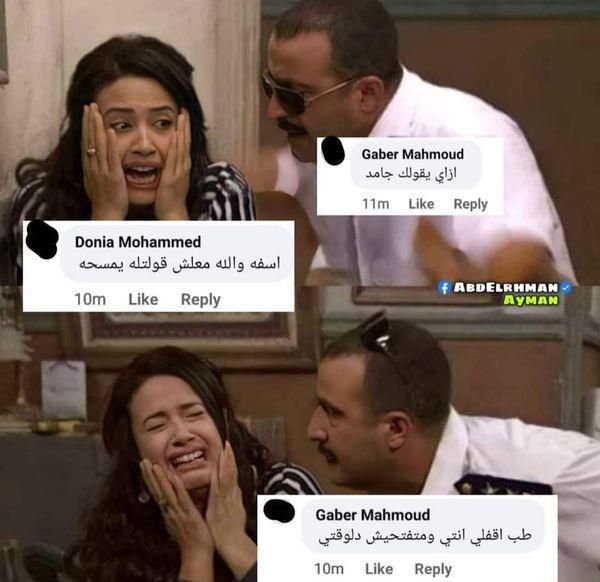 Gaber Mahmoud
ازاي يقولك جامد
11m Like Reply
Donia Mohammed
اسفه والله معلش قولتله يمسحه
10m Like Reply
ABDELRHMAN
AYMAN
Gaber Mahmoud
طب اقفلي انتي ومتفتحيش دلوقتي
10m Like Reply